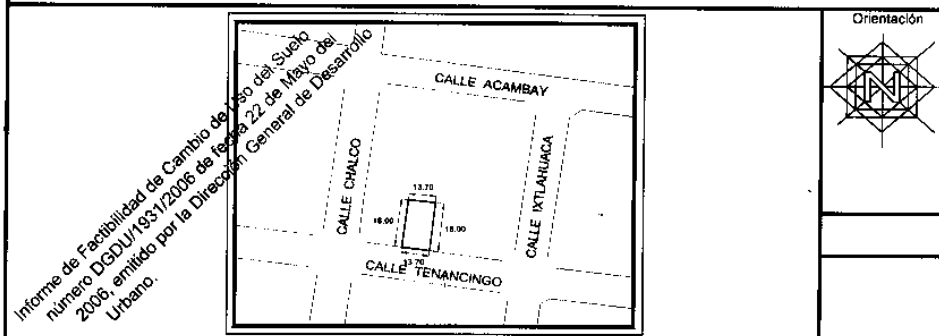 Orientación
N
Informe de Factibilidad de Cambio de Uso del Suelo
número DGDU/1931/2006 de fecha 22 de Mayo del
2006, emitido por la Dirección General de Desarrollo
Urbano.
CALLE ACAMBAY
CALLE CHALCO
CALLE IXTLAHUACA
13.70
18.00
18.00
13.70
CALLE TENANCINGO